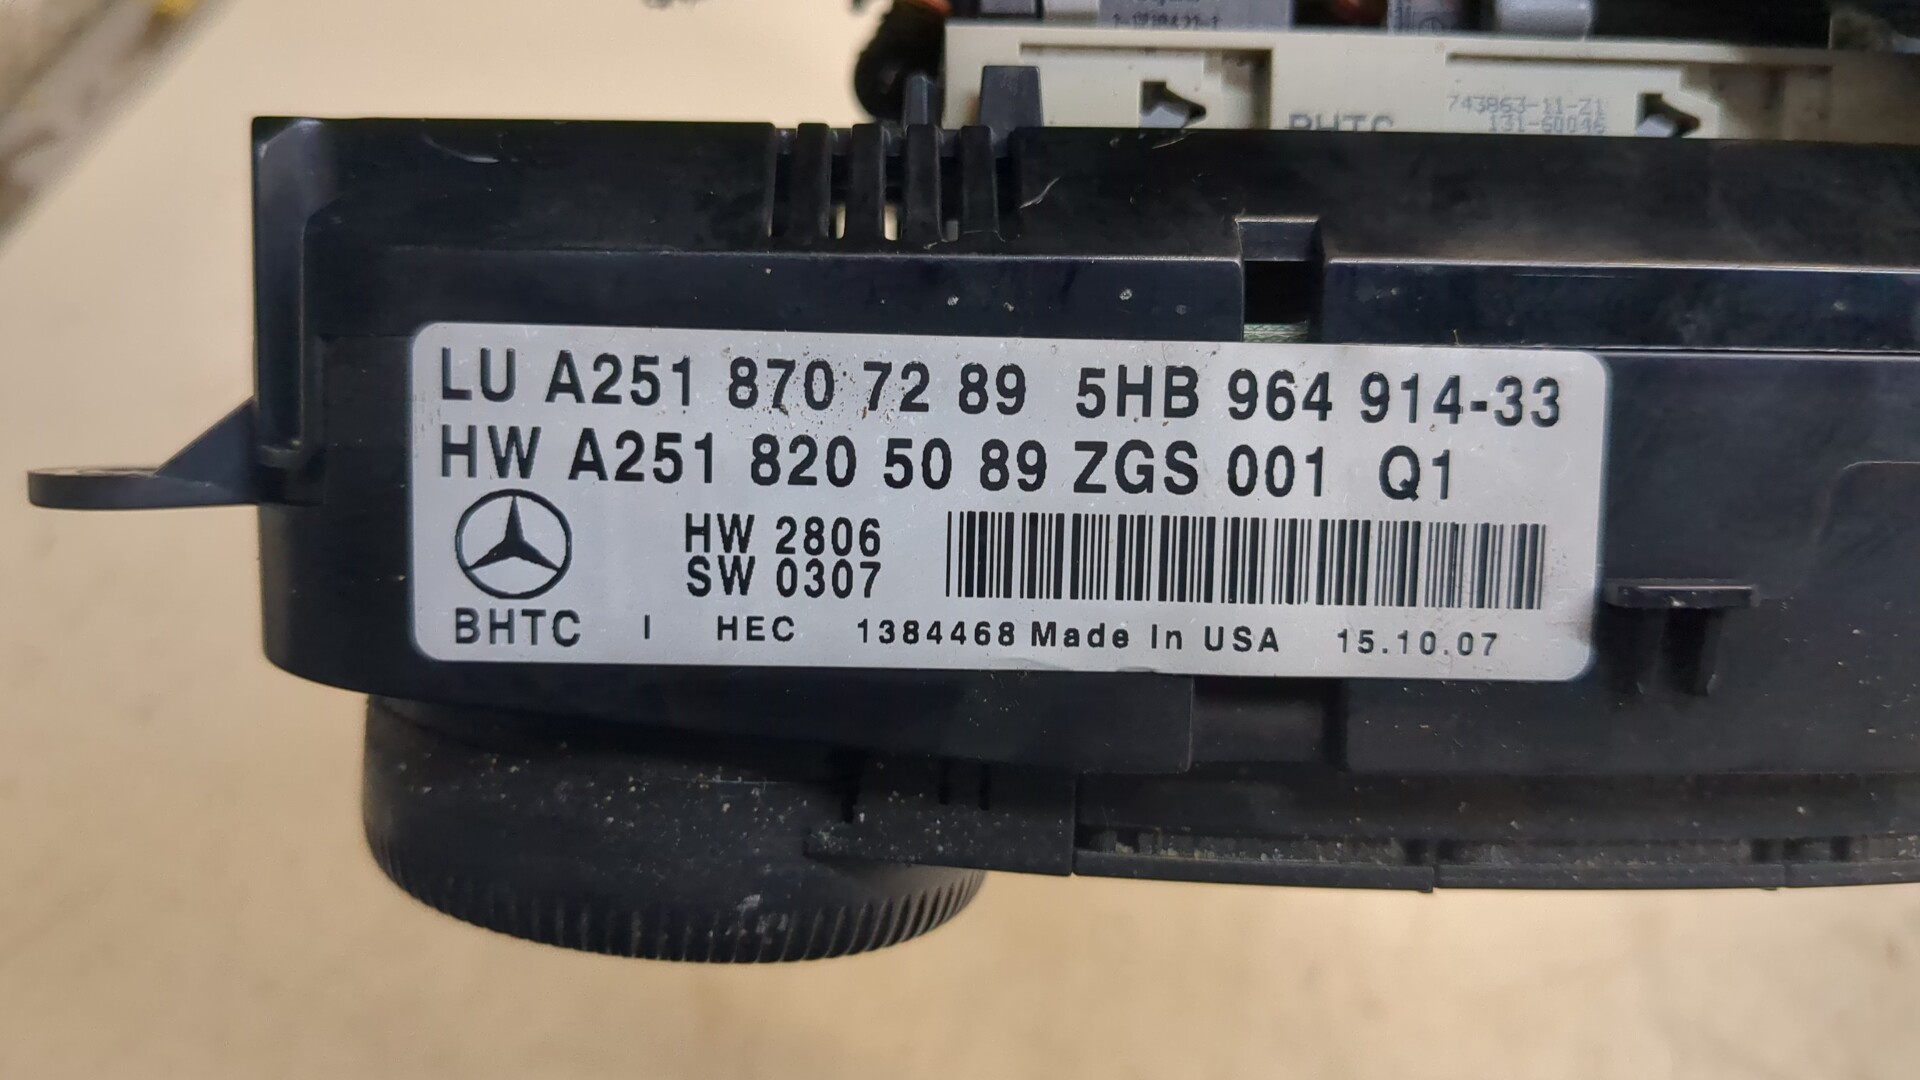 743863-11-Z1
BHTC 131-60046
LU A251 870 72 89 5HB 964 914-33
HW A251 820 50 89 ZGS 001 Q1
HW 2806
SW 0307
BHTC I HEC 1384468 Made In USA 15.10.07